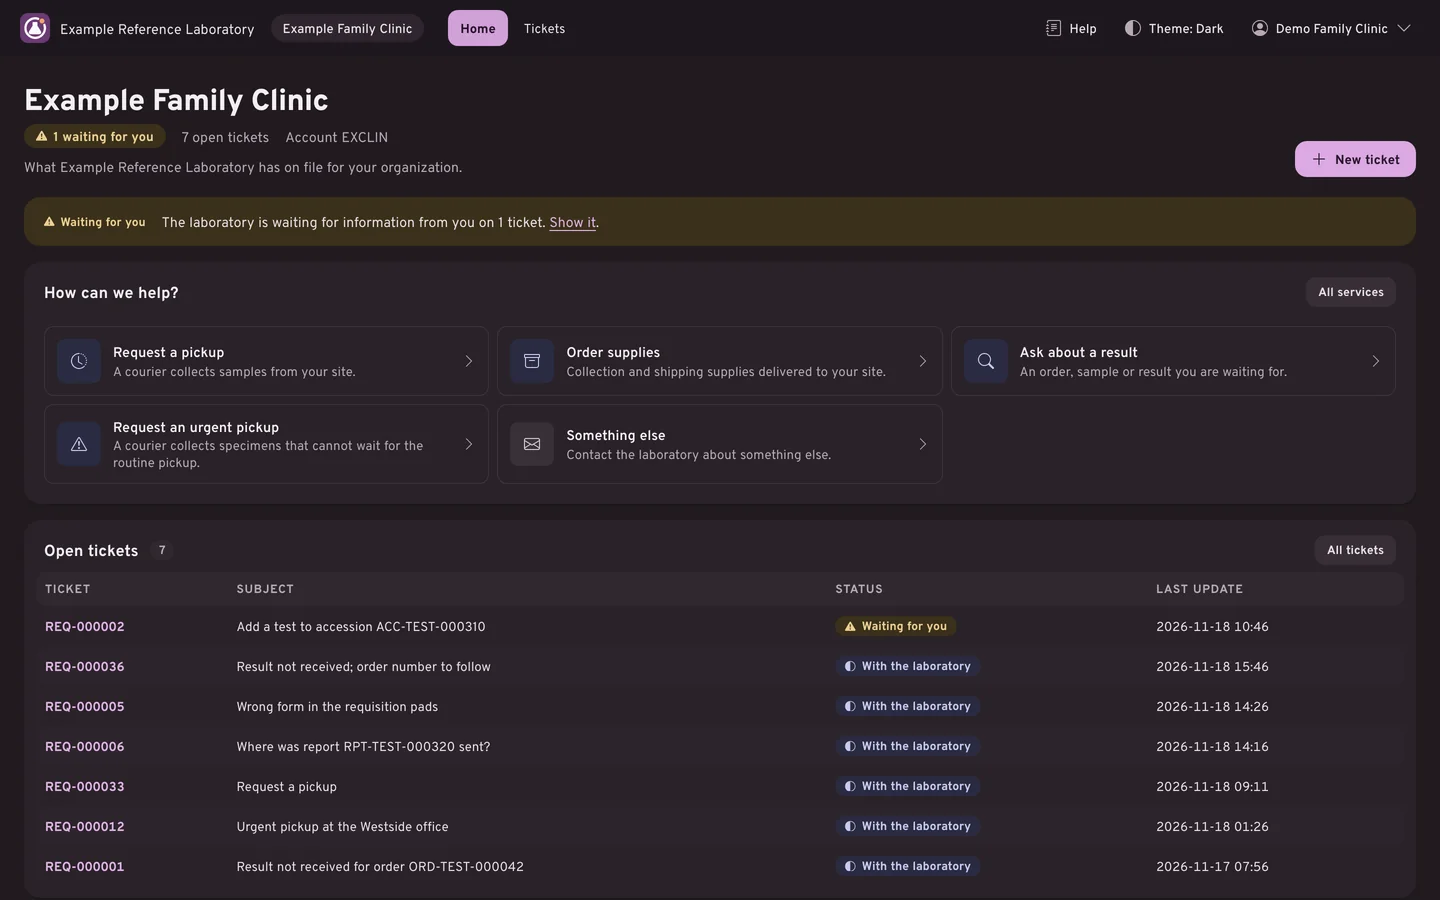 Example Reference Laboratory
Example Family Clinic
Home
Tickets
Help
Theme: Dark
Demo Family Clinic
Example Family Clinic
1 waiting for you
7 open tickets
Account EXCLIN
What Example Reference Laboratory has on file for your organization.
New ticket
Waiting for you
The laboratory is waiting for information from you on 1 ticket. Show it.
How can we help?
All services
Request a pickup
A courier collects samples from your site.
Order supplies
Collection and shipping supplies delivered to your site.
Ask about a result
An order, sample or result you are waiting for.
Request an urgent pickup
A courier collects specimens that cannot wait for the
routine pickup.
Something else
Contact the laboratory about something else.
Open tickets 7
All tickets
TICKET SUBJECT STATUS LAST UPDATE
REQ-000002 Add a test to accession ACC-TEST-000310 Waiting for you 2026-11-18 10:46
REQ-000036 Result not received; order number to follow With the laboratory 2026-11-18 15:46
REQ-000005 Wrong form in the requisition pads With the laboratory 2026-11-18 14:26
REQ-000006 Where was report RPT-TEST-000320 sent? With the laboratory 2026-11-18 14:16
REQ-000033 Request a pickup With the laboratory 2026-11-18 09:11
REQ-000012 Urgent pickup at the Westside office With the laboratory 2026-11-18 01:26
REQ-000001 Result not received for order ORD-TEST-000042 With the laboratory 2026-11-17 07:56